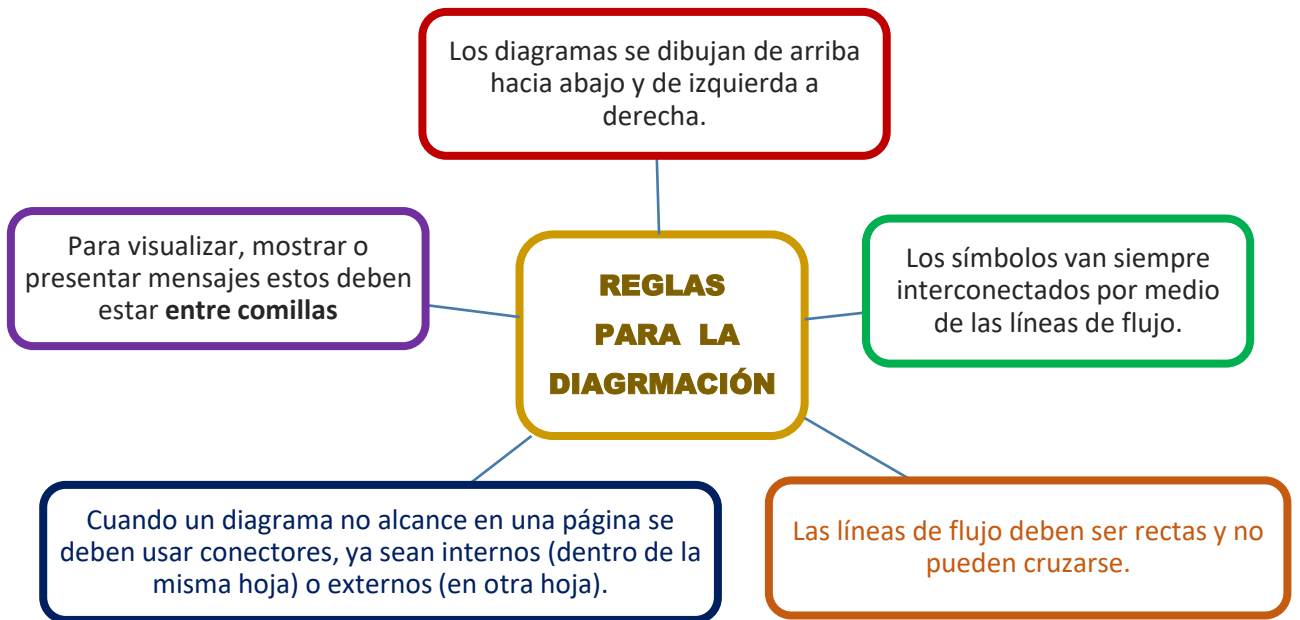 Los diagramas se dibujan de arriba
hacia abajo y de izquierda a
derecha.
Para visualizar, mostrar o
presentar mensajes estos deben
estar entre comillas
REGLAS
PARA LA
DIAGRMACIÓN
Los símbolos van siempre
interconectados por medio
de las líneas de flujo.
Cuando un diagrama no alcance en una página se
deben usar conectores, ya sean internos (dentro de la
misma hoja) o externos (en otra hoja).
Las líneas de flujo deben ser rectas y no
pueden cruzarse.